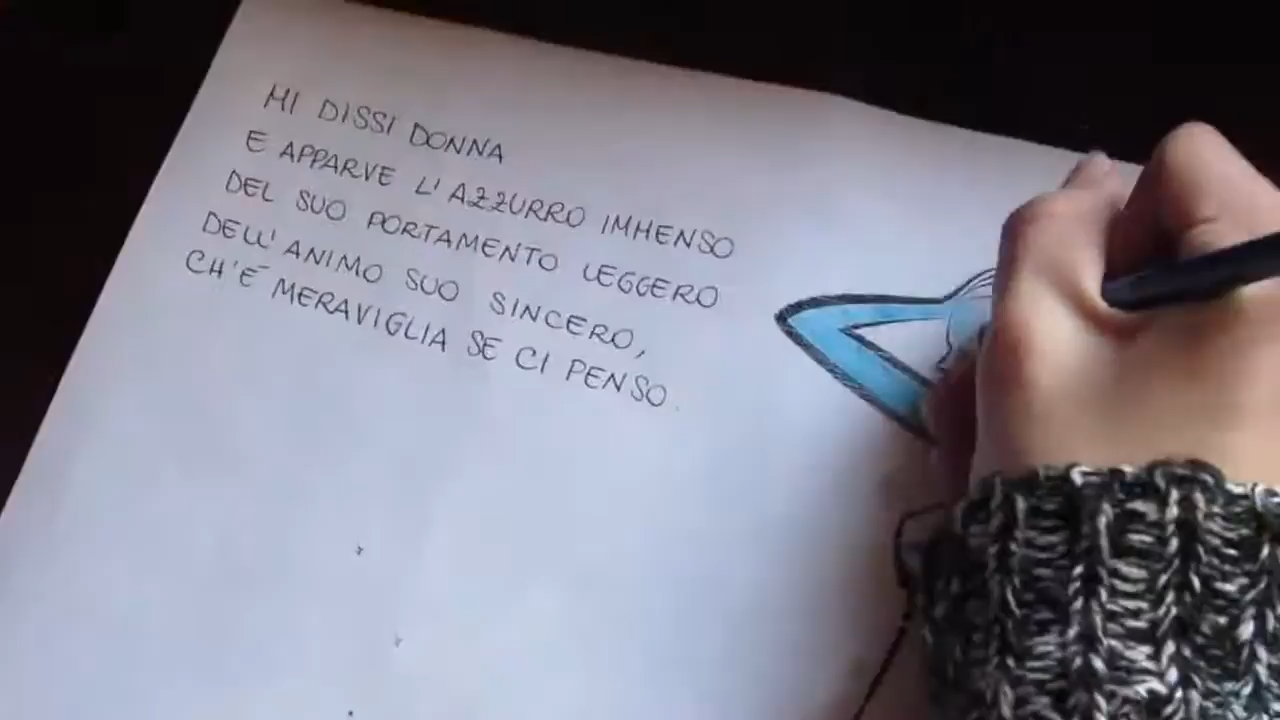 MI DISSI DONNA
E APPARVE L'AZZURRO IMMENSO
DEL SUO PORTAMENTO LEGGERO
DELL'ANIMO SUO SINCERO,
CH'È MERAVIGLIA SE CI PENSO.